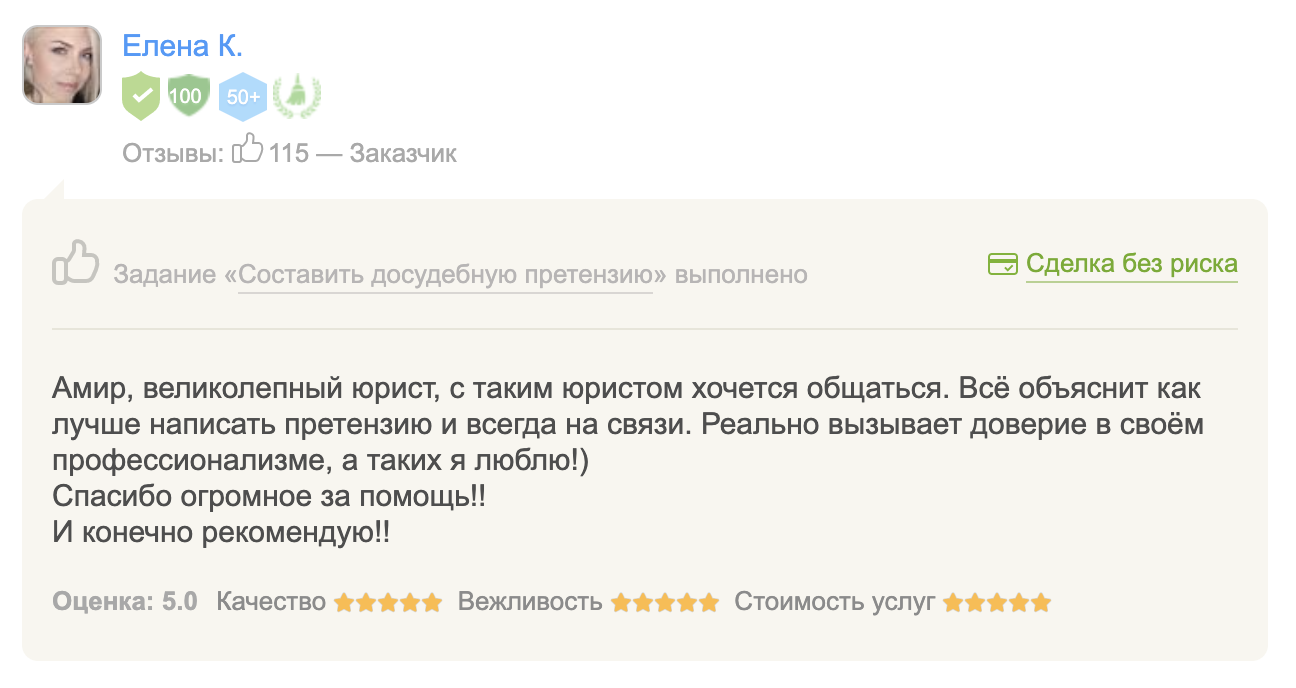 Елена К.
100 50+
Отзывы: 115 — Заказчик
Задание «Составить досудебную претензию» выполнено
Сделка без риска
Амир, великолепный юрист, с таким юристом хочется общаться. Всё объяснит как
лучше написать претензию и всегда на связи. Реально вызывает доверие в своём
профессионализме, а таких я люблю!)
Спасибо огромное за помощь!!
И конечно рекомендую!!
Оценка: 5.0 Качество Вежливость Стоимость услуг